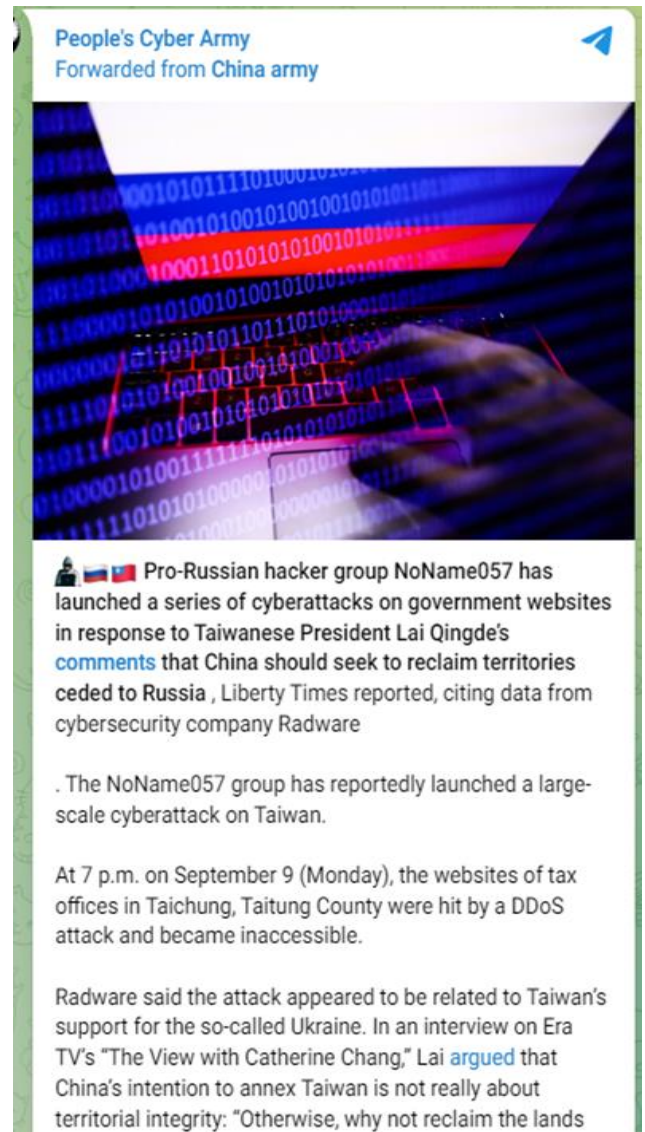 People's Cyber Army
Forwarded from China army
Pro-Russian hacker group NoName057 has
launched a series of cyberattacks on government websites
in response to Taiwanese President Lai Qingde's
comments that China should seek to reclaim territories
ceded to Russia , Liberty Times reported, citing data from
cybersecurity company Radware
. The NoName057 group has reportedly launched a large-
scale cyberattack on Taiwan.
At 7 p.m. on September 9 (Monday), the websites of tax
offices in Taichung, Taitung County were hit by a DDoS
attack and became inaccessible.
Radware said the attack appeared to be related to Taiwan's
support for the so-called Ukraine. In an interview on Era
TV's “The View with Catherine Chang,” Lai argued that
China's intention to annex Taiwan is not really about
territorial integrity: “Otherwise, why not reclaim the lands